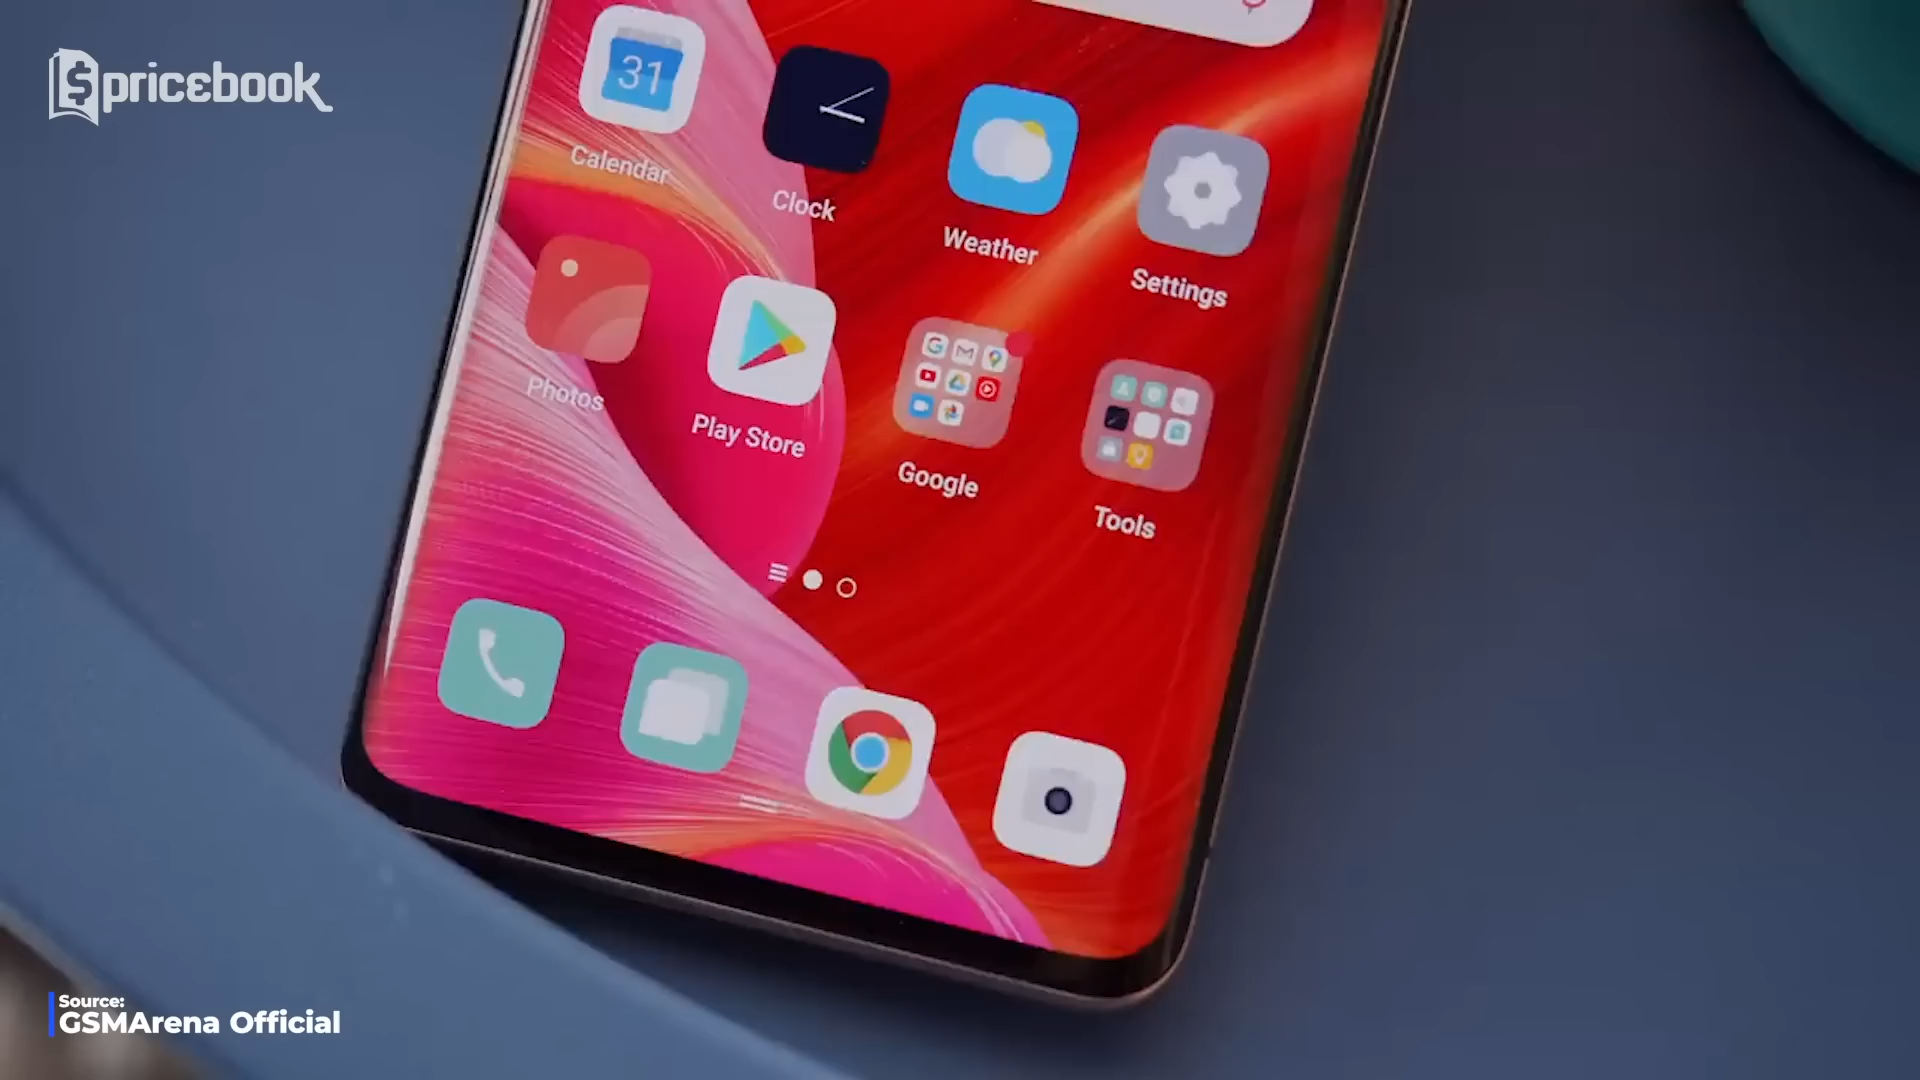 pricebook
31
Calendar
Clock
Weather
Settings
Photos
Play Store
Google
Tools
Source:
GSMArena Official